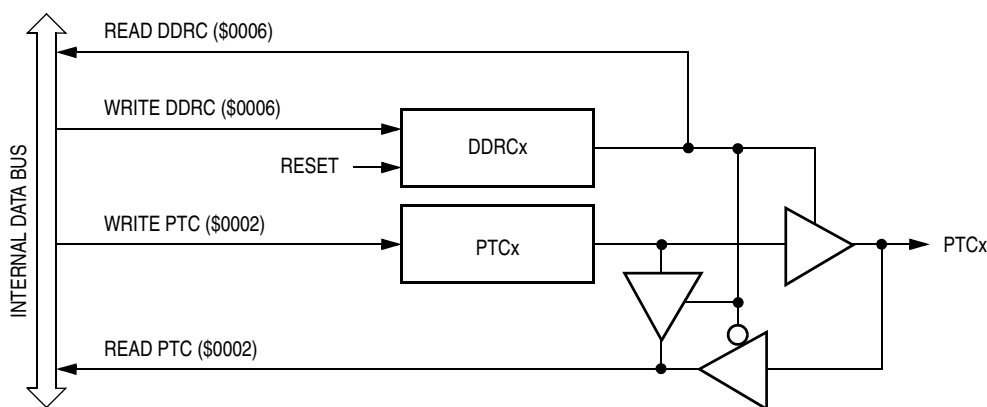 READ DDRC ($0006)
WRITE DDRC ($0006)
DDRCx
RESET
INTERNAL DATA BUS
WRITE PTC ($0002)
PTCx
PTCx
READ PTC ($0002)